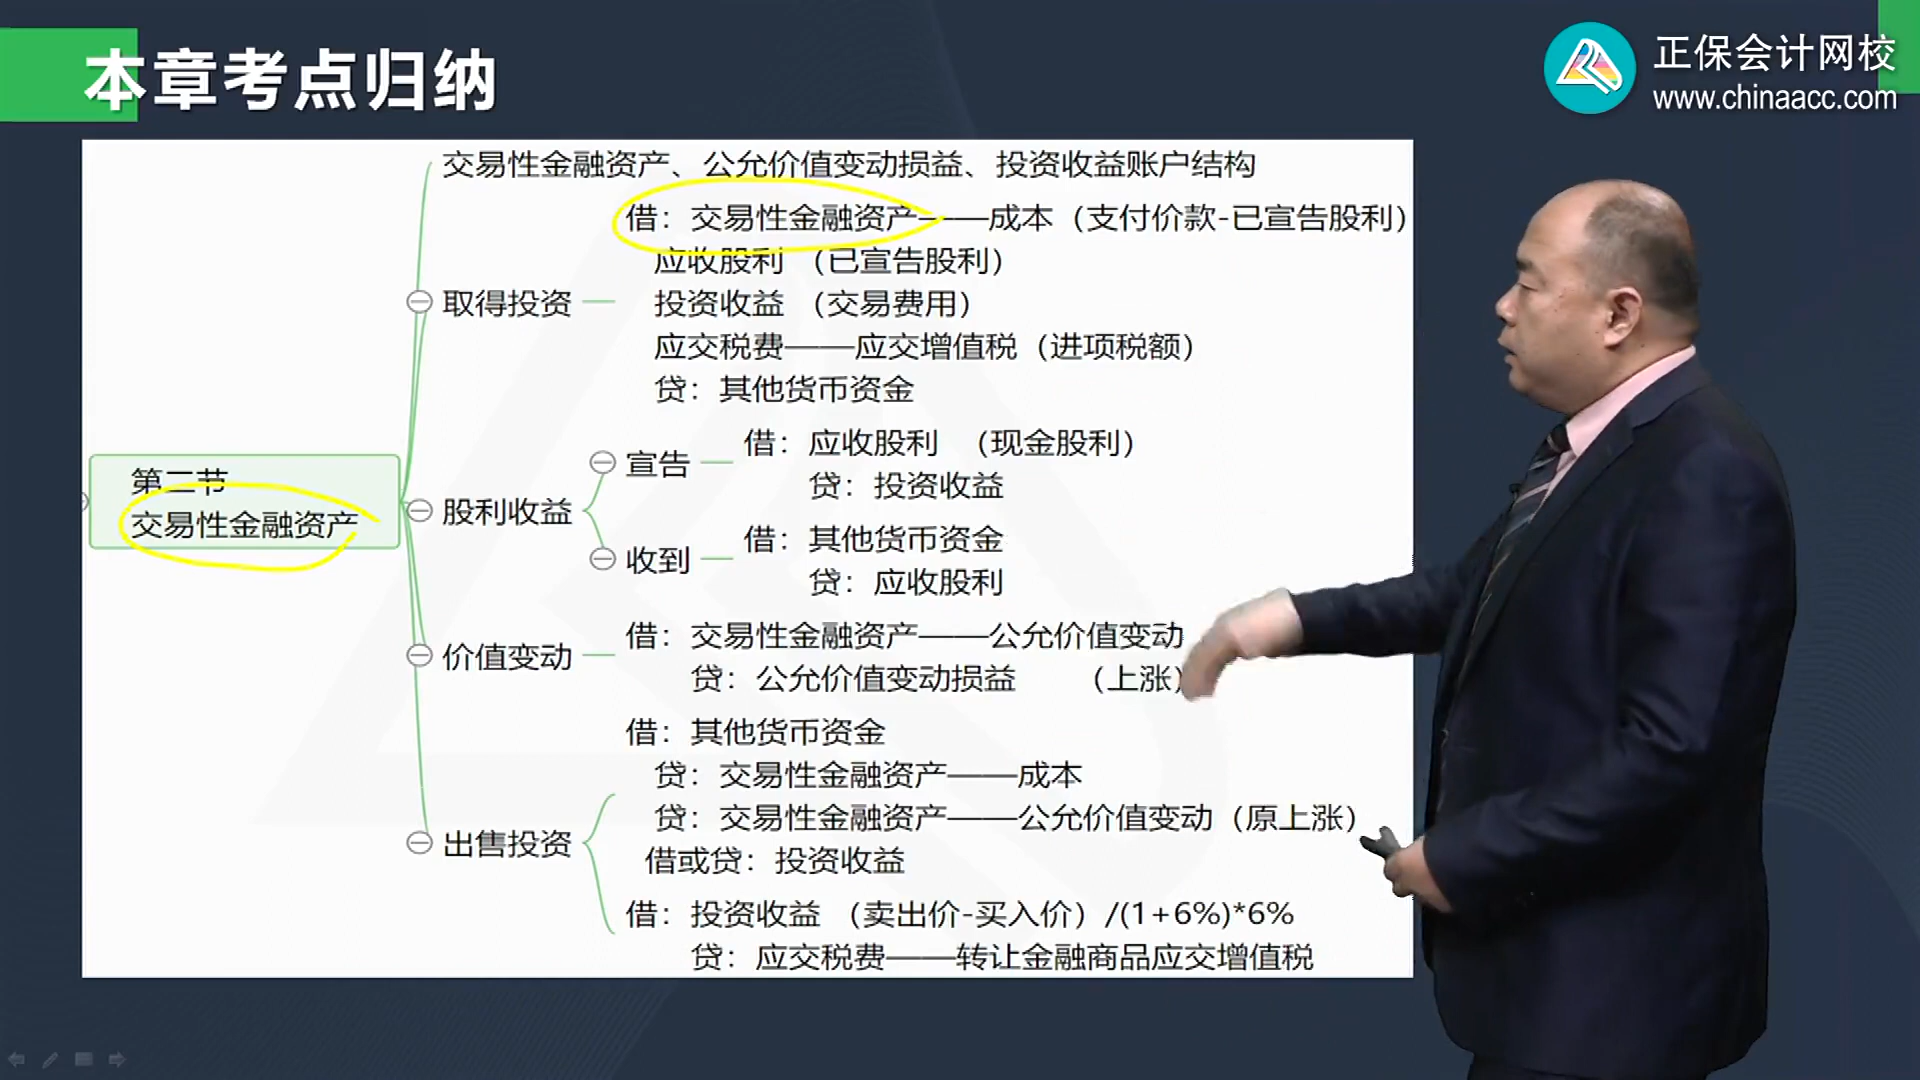 本章考点归纳
正保会计网校
www.chinaacc.com
交易性金融资产、公允价值变动损益、投资收益账户结构
第二节
交易性金融资产
取得投资
借：交易性金融资产——成本（支付价款-已宣告股利）
应收股利（已宣告股利）
投资收益（交易费用）
应交税费——应交增值税（进项税额）
贷：其他货币资金
股利收益
宣告
借：应收股利（现金股利）
贷：投资收益
收到
借：其他货币资金
贷：应收股利
价值变动
借：交易性金融资产——公允价值变动
贷：公允价值变动损益（上涨）
出售投资
借：其他货币资金
贷：交易性金融资产——成本
贷：交易性金融资产——公允价值变动（原上涨）
借或贷：投资收益
借：投资收益（卖出价-买入价）/(1+6%)*6%
贷：应交税费——转让金融商品应交增值税